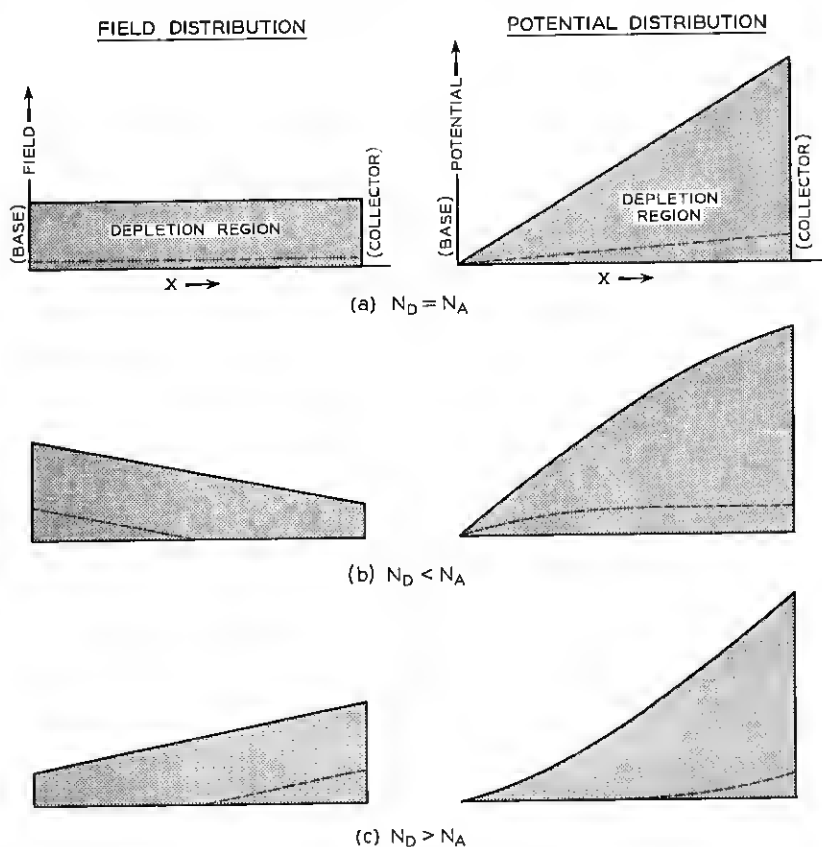 FIELD DISTRIBUTION
POTENTIAL DISTRIBUTION
FIELD
(BASE)
DEPLETION REGION
(COLLECTOR)
X
POTENTIAL
(BASE)
DEPLETION
REGION
(COLLECTOR)
X
(a) N_D = N_A
(b) N_D < N_A
(c) N_D > N_A